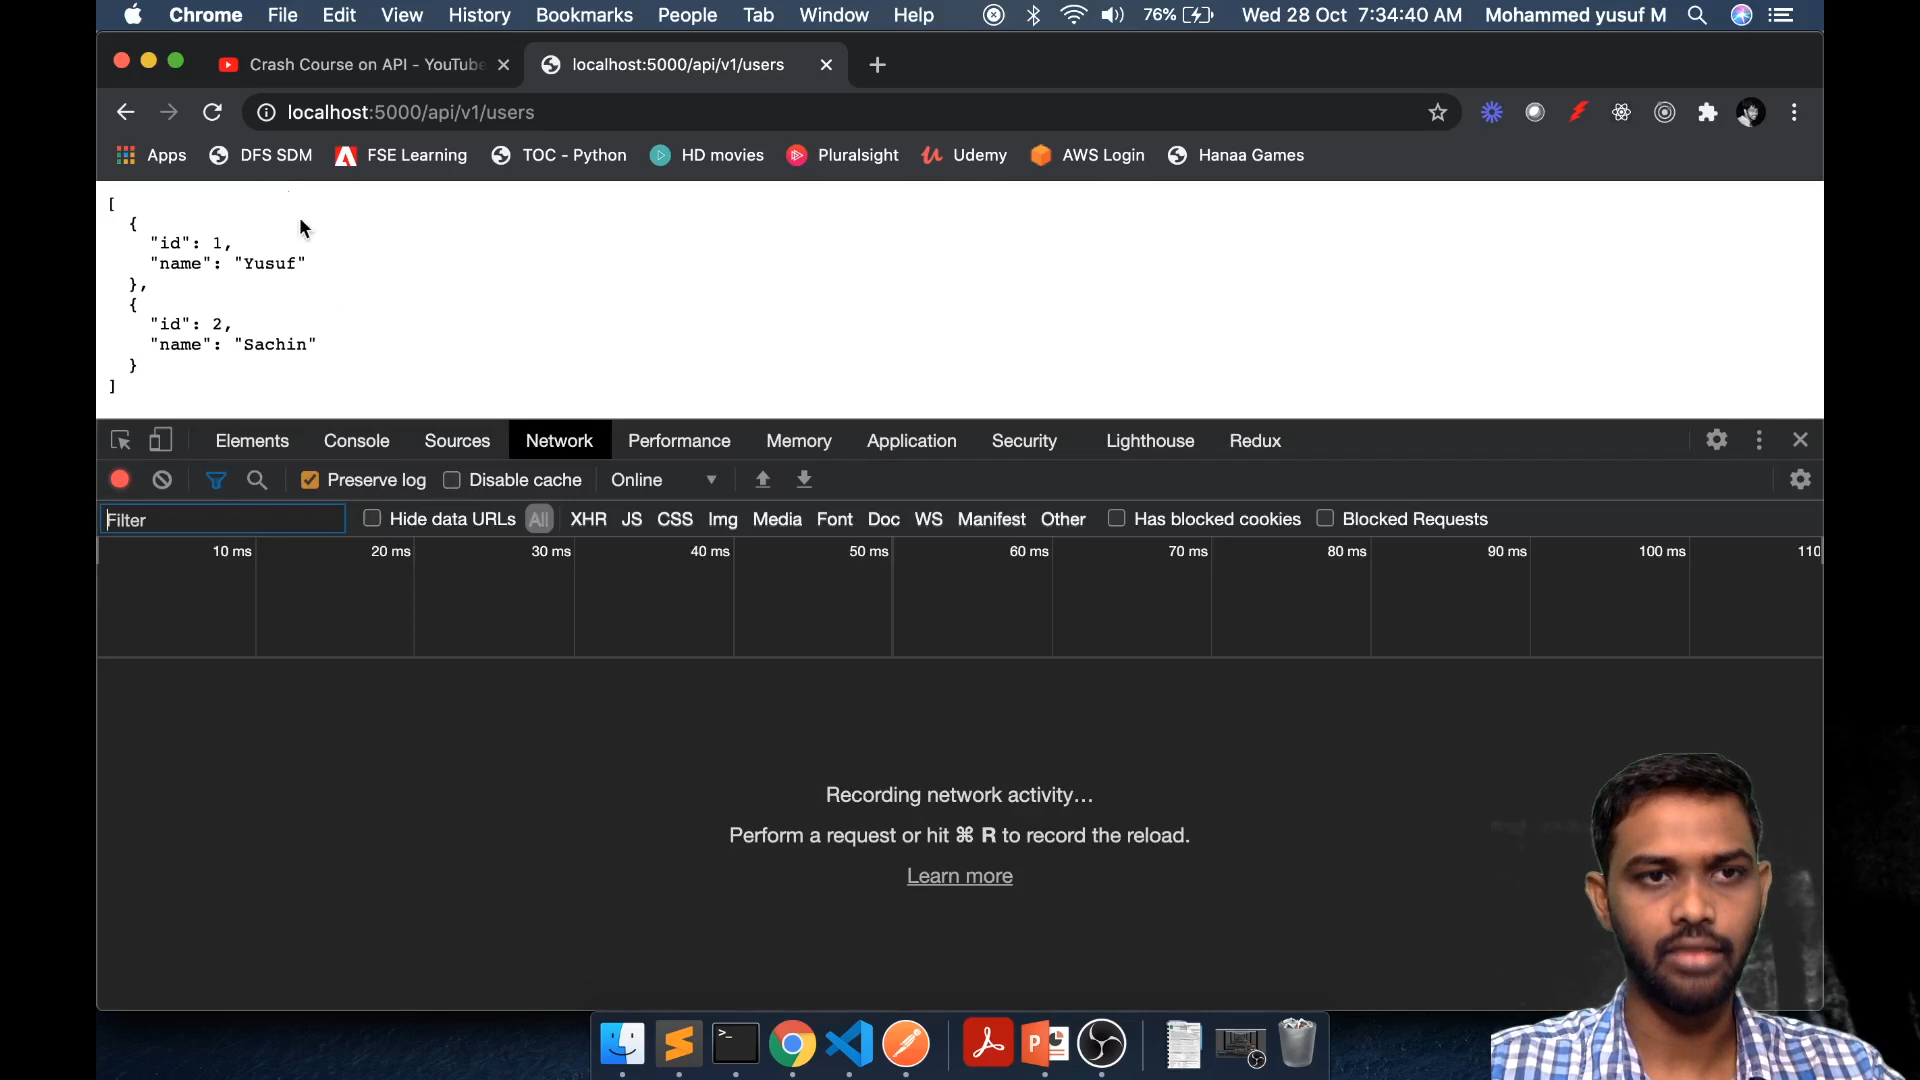 Chrome File Edit View History Bookmarks People Tab Window Help 76% Wed 28 Oct 7:34:40 AM Mohammed yusuf M
Crash Course on API - YouTube localhost:5000/api/v1/users
localhost:5000/api/v1/users
Apps DFS SDM FSE Learning TOC - Python HD movies Pluralsight Udemy AWS Login Hanaa Games
[
{
"id": 1,
"name": "Yusuf"
},
{
"id": 2,
"name": "Sachin"
}
]
Elements Console Sources Network Performance Memory Application Security Lighthouse Redux
Preserve log Disable cache Online
Filter Hide data URLs All XHR JS CSS Img Media Font Doc WS Manifest Other Has blocked cookies Blocked Requests
10 ms 20 ms 30 ms 40 ms 50 ms 60 ms 70 ms 80 ms 90 ms 100 ms 110
Recording network activity…
Perform a request or hit ⌘ R to record the reload.
Learn more